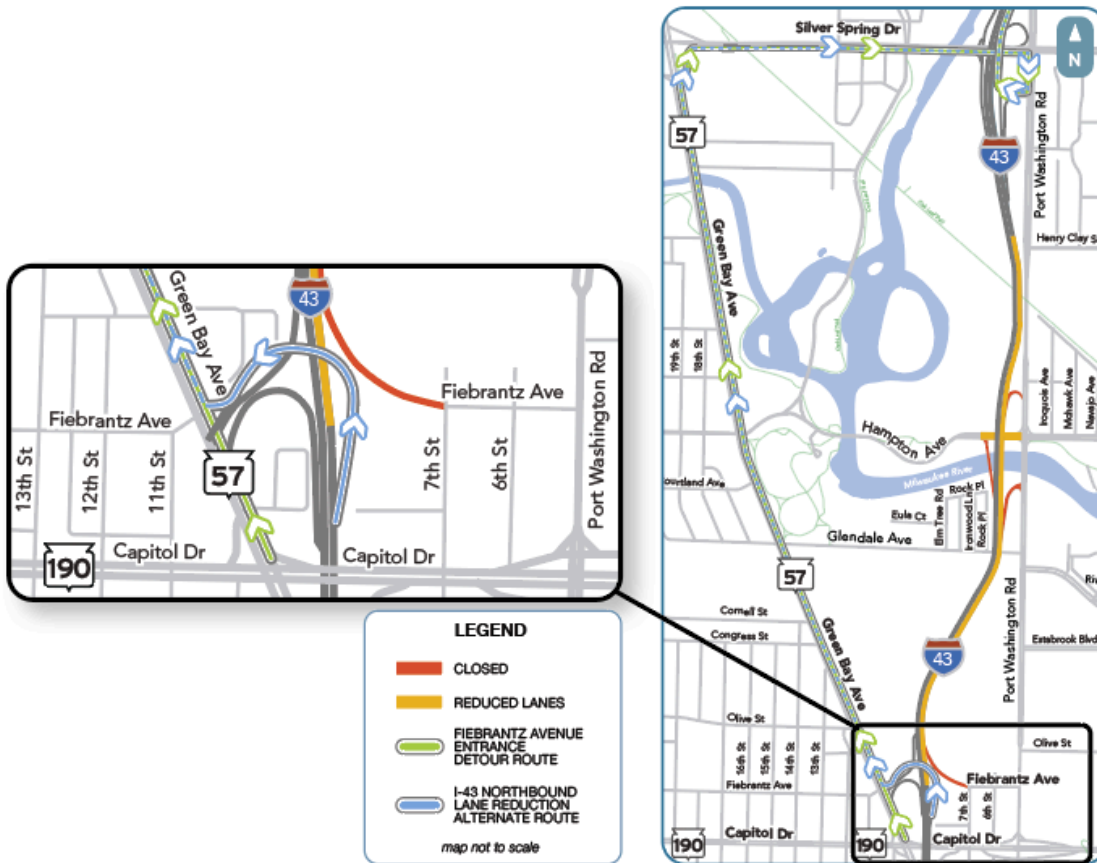 Silver Spring Dr
N
57
43
Port Washington Rd
Henry Clay S
Green Bay Ave
19th St
18th St
Iroquois Ave
Mohawk Ave
Navajo Ave
Hampton Ave
Milwaukee River
ourtland Ave
Rock Pl
Elm Tree Rd
Ironwood Ln
Rock Pl
Eula Ct
Glendale Ave
57
Riv
Cornell St
Congress St
Green Bay Ave
43
Port Washington Rd
Estabrook Blvd
Olive St
Olive St
16th St
15th St
14th St
13th St
Fiebrantz Ave
Fiebrantz Ave
7th St
6th St
190
Capitol Dr
190
Capitol Dr
43
Green Bay Ave
Port Washington Rd
Fiebrantz Ave
Fiebrantz Ave
13th St
12th St
11th St
57
7th St
6th St
Capitol Dr
Capitol Dr
190
LEGEND
CLOSED
REDUCED LANES
FIEBRANTZ AVENUE
ENTRANCE
DETOUR ROUTE
I-43 NORTHBOUND
LANE REDUCTION
ALTERNATE ROUTE
map not to scale